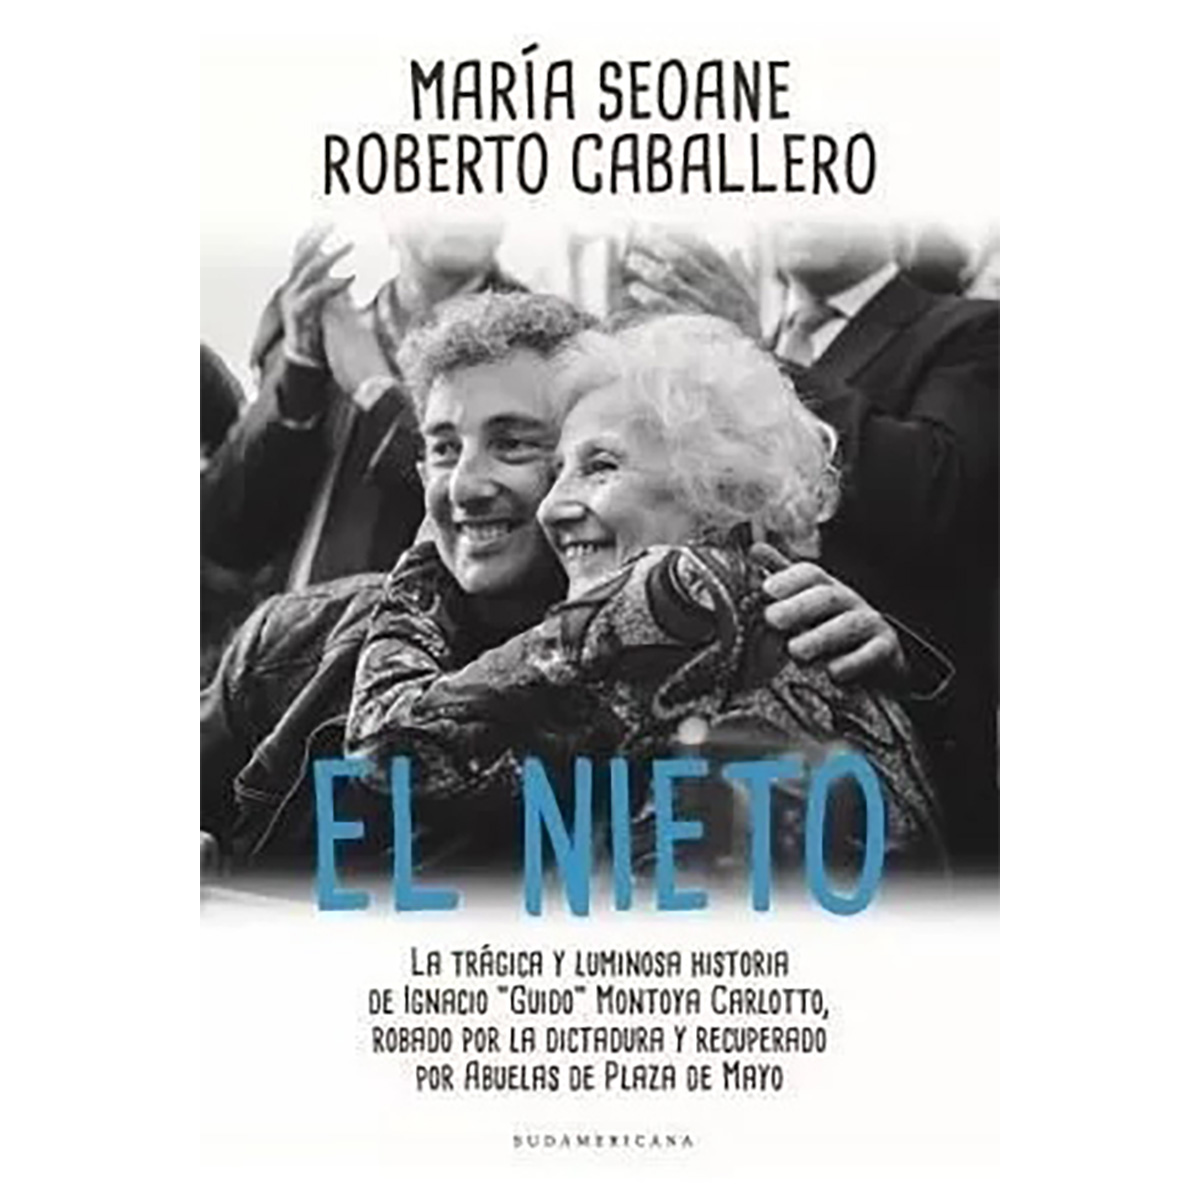 MARÍA SEOANE
ROBERTO CABALLERO
EL NIETO
LA TRÁGICA Y LUMINOSA HISTORIA
DE IGNACIO "GUIDO" MONTOYA CARLOTTO,
ROBADO POR LA DICTADURA Y RECUPERADO
POR ABUELAS DE PLAZA DE MAYO
SUDAMERICANA